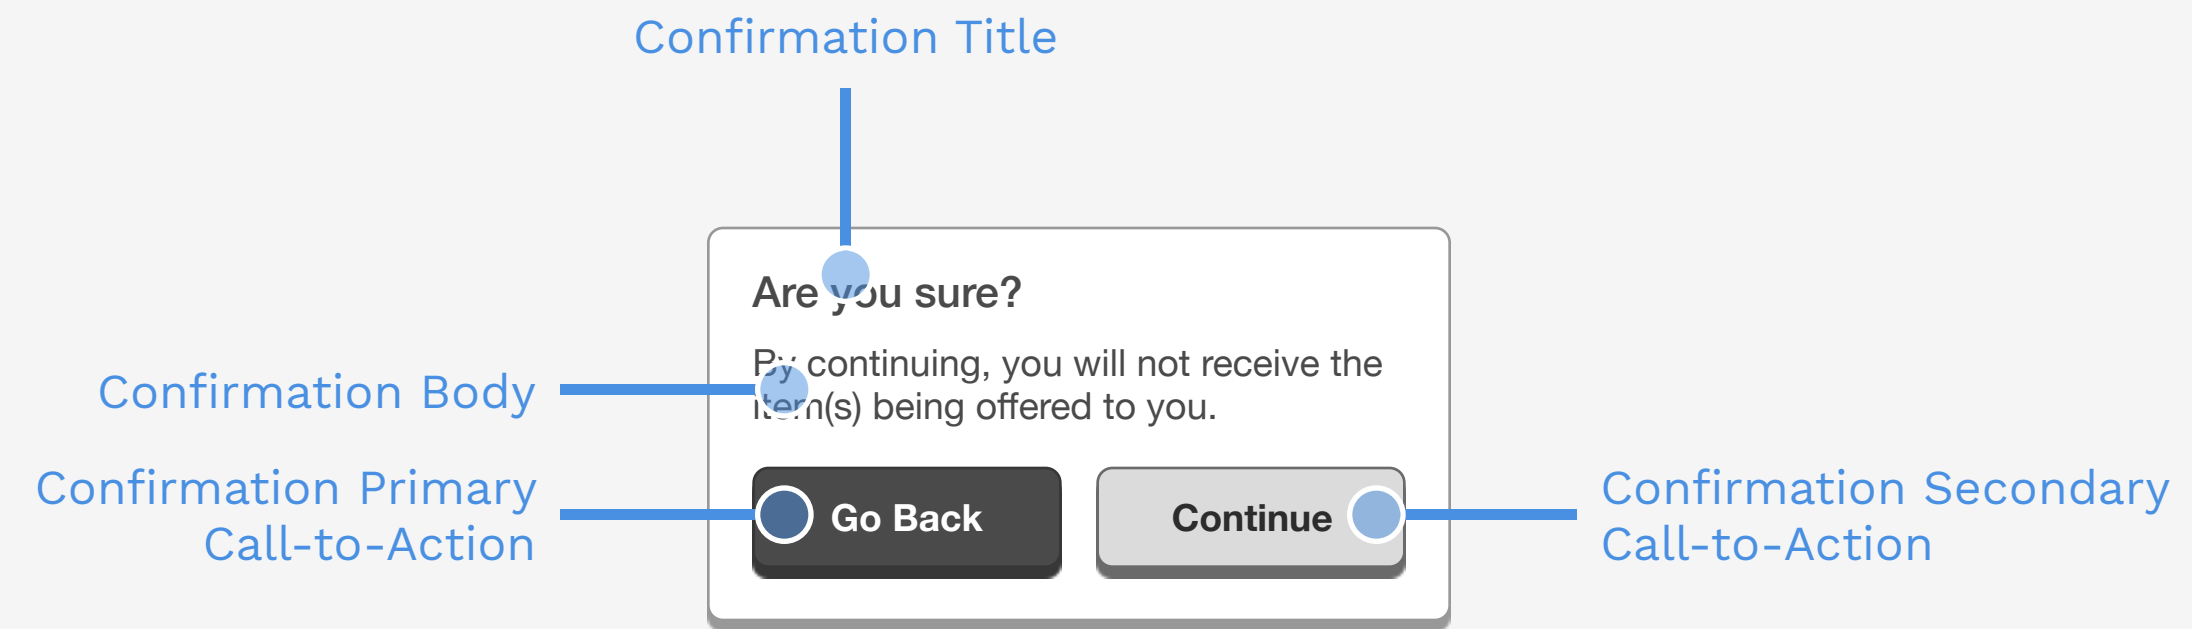 Confirmation Title
Are you sure?
By continuing, you will not receive the
item(s) being offered to you.
Confirmation Body
Confirmation Primary
Call-to-Action
Go Back
Continue
Confirmation Secondary
Call-to-Action